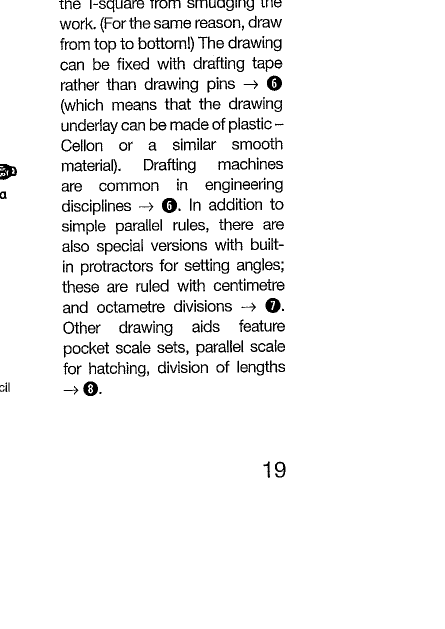 the T-square from smudging the
work. (For the same reason, draw
from top to bottom!) The drawing
can be fixed with drafting tape
rather than drawing pins → ❻
(which means that the drawing
underlay can be made of plastic –
Cellon or a similar smooth
material). Drafting machines
are common in engineering
disciplines → ❻. In addition to
simple parallel rules, there are
also special versions with built-
in protractors for setting angles;
these are ruled with centimetre
and octametre divisions → ❼.
Other drawing aids feature
pocket scale sets, parallel scale
for hatching, division of lengths
→ ❽.
a
cil
19